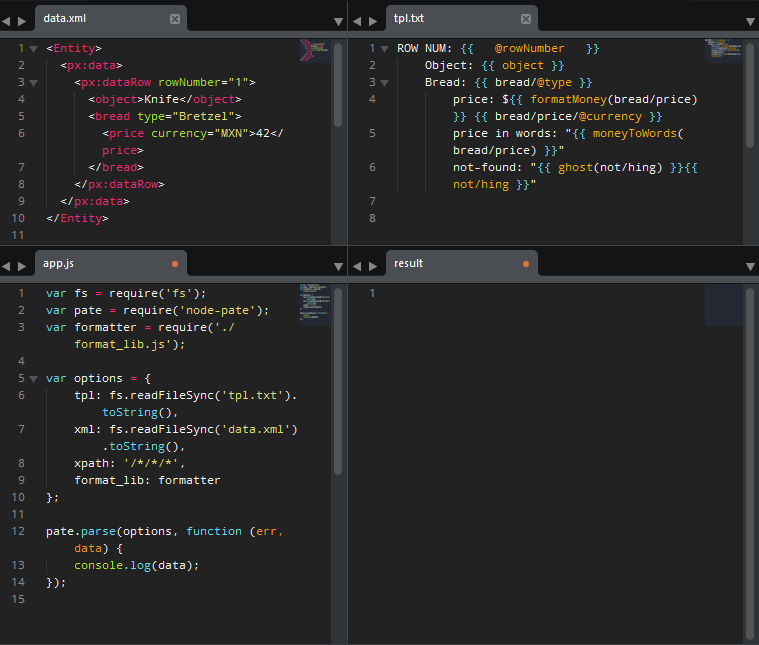 data.xml
1 <Entity>
2 <px:data>
3 <px:dataRow rowNumber="1">
4 <object>Knife</object>
5 <bread type="Bretzel">
6 <price currency="MXN">42</
price>
7 </bread>
8 </px:dataRow>
9 </px:data>
10 </Entity>
11
tpl.txt
1 ROW NUM: {{   @rowNumber   }}
2 Object: {{ object }}
3 Bread: {{ bread/@type }}
4 price: ${{ formatMoney(bread/price)
}} {{ bread/price/@currency }}
5 price in words: "{{ moneyToWords(
bread/price) }}"
6 not-found: "{{ ghost(not/hing) }}{{
not/hing }}"
7
8
app.js
1 var fs = require('fs');
2 var pate = require('node-pate');
3 var formatter = require('./
format_lib.js');
4
5 var options = {
6 tpl: fs.readFileSync('tpl.txt').
toString(),
7 xml: fs.readFileSync('data.xml')
.toString(),
8 xpath: '/*/*/*',
9 format_lib: formatter
10 };
11
12 pate.parse(options, function (err,
data) {
13 console.log(data);
14 });
15
result
1